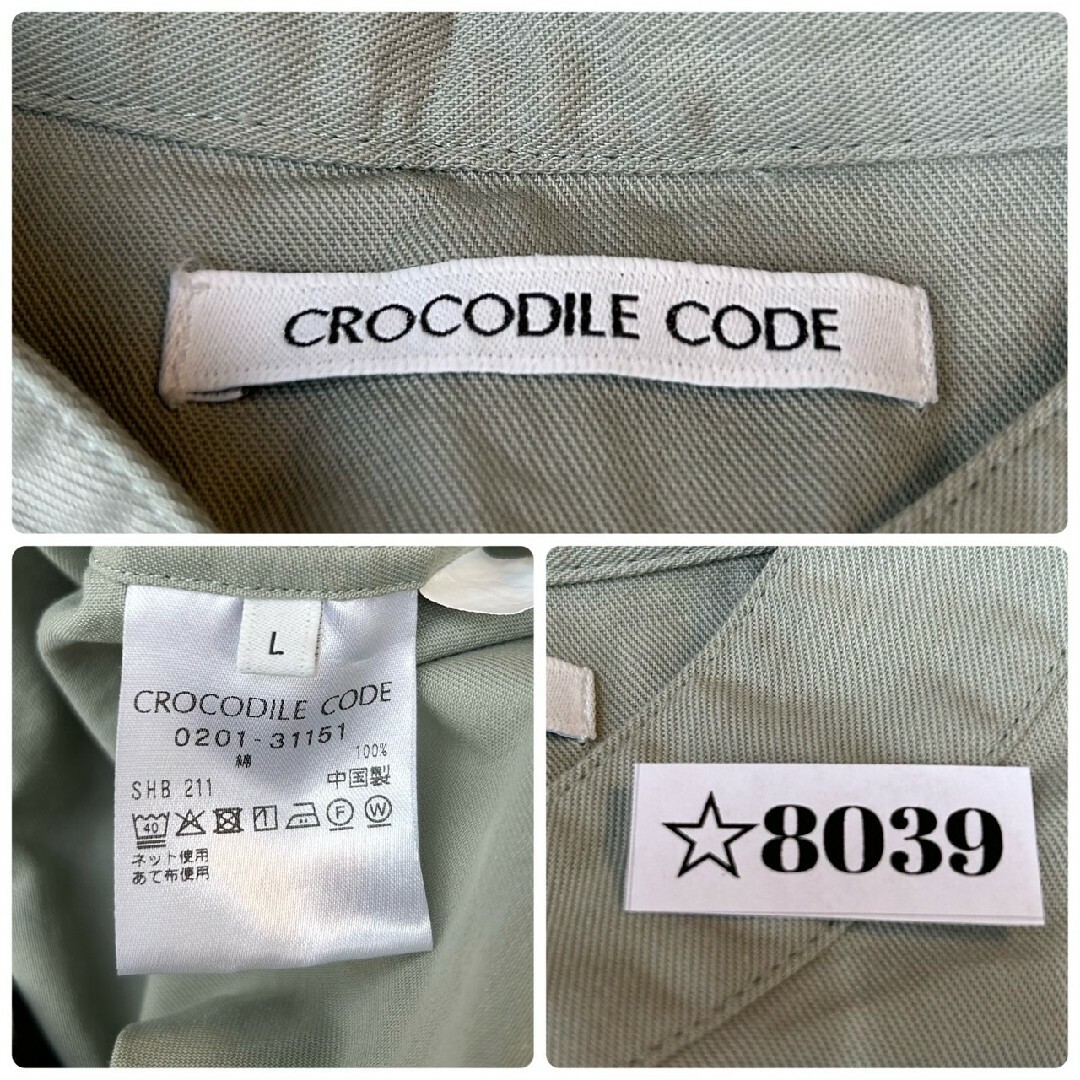 CROCODILE CODE
L
CROCODILE CODE
0201-31151
綿 100%
SHB 211 中国製
40 F W
ネット使用
あて布使用
☆8039